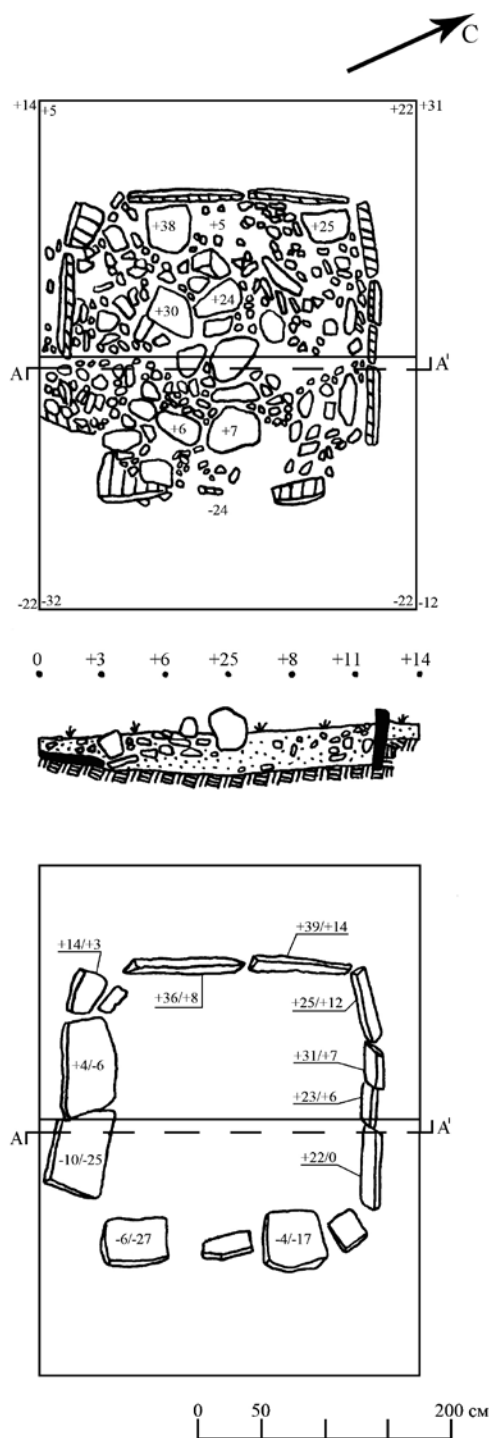 С
+14 +5 +22 +31
+38 +5 +25
+24
+30
А А'
+6 +7
-24
-22 -32 -22 -12
0 +3 +6 +25 +8 +11 +14
+39/+14
+14/+3
+36/+8
+25/+12
+4/-6
+31/+7
+23/+6
А А'
-10/-25
+22/0
-6/-27 -4/-17
0 50 200 см